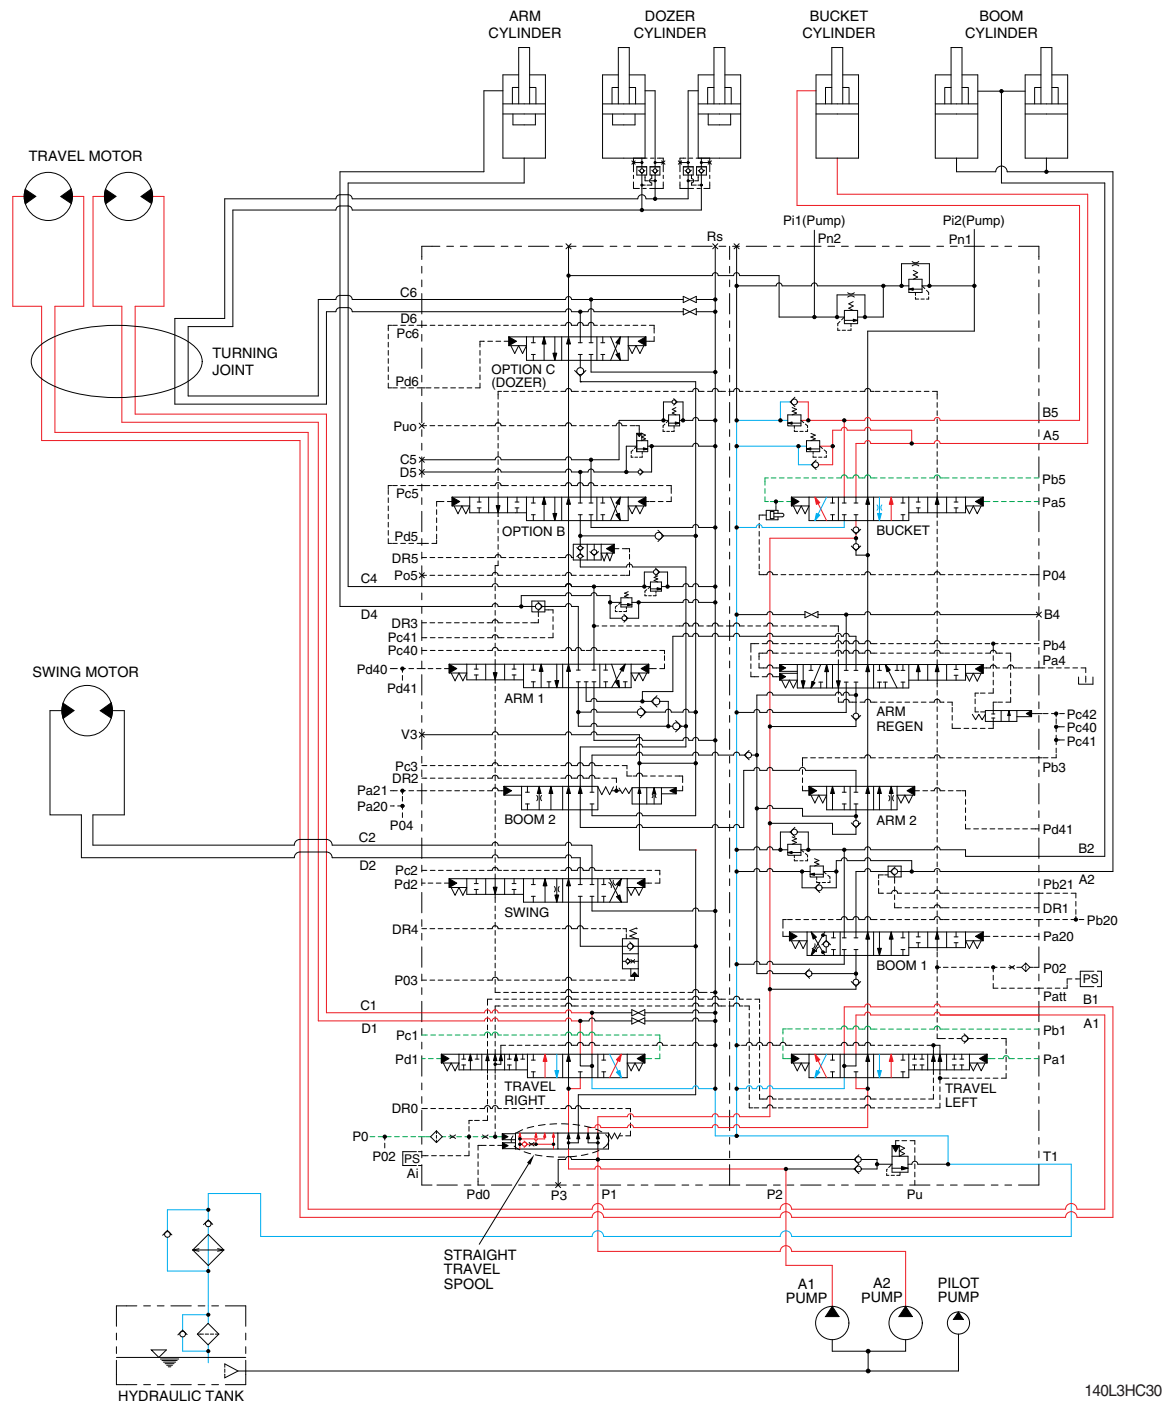 ARM
CYLINDER
DOZER
CYLINDER
BUCKET
CYLINDER
BOOM
CYLINDER
TRAVEL MOTOR
TURNING
JOINT
SWING MOTOR
Rs
Pi1(Pump)
Pn2
Pi2(Pump)
Pn1
C6
D6
Pc6
Pd6
OPTION C
(DOZER)
Puo
C5
D5
Pc5
Pd5
OPTION B
DR5
Po5
C4
D4
DR3
Pc41
Pc40
Pd40
Pd41
ARM 1
V3
Pc3
DR2
Pa21
Pa20
P04
BOOM 2
C2
D2
Pc2
Pd2
SWING
DR4
P03
C1
D1
Pc1
Pd1
TRAVEL
RIGHT
DR0
P0
P02
PS
Ai
Pd0
P3
P1
P2
Pu
T1
B5
A5
Pb5
Pa5
BUCKET
P04
B4
Pb4
Pa4
ARM
REGEN
Pc42
Pc40
Pc41
Pb3
ARM 2
Pd41
B2
A2
Pb21
DR1
Pb20
Pa20
BOOM 1
P02
PS
Patt
B1
A1
Pb1
Pa1
TRAVEL
LEFT
STRAIGHT
TRAVEL
SPOOL
A1
PUMP
A2
PUMP
PILOT
PUMP
HYDRAULIC TANK
140L3HC30